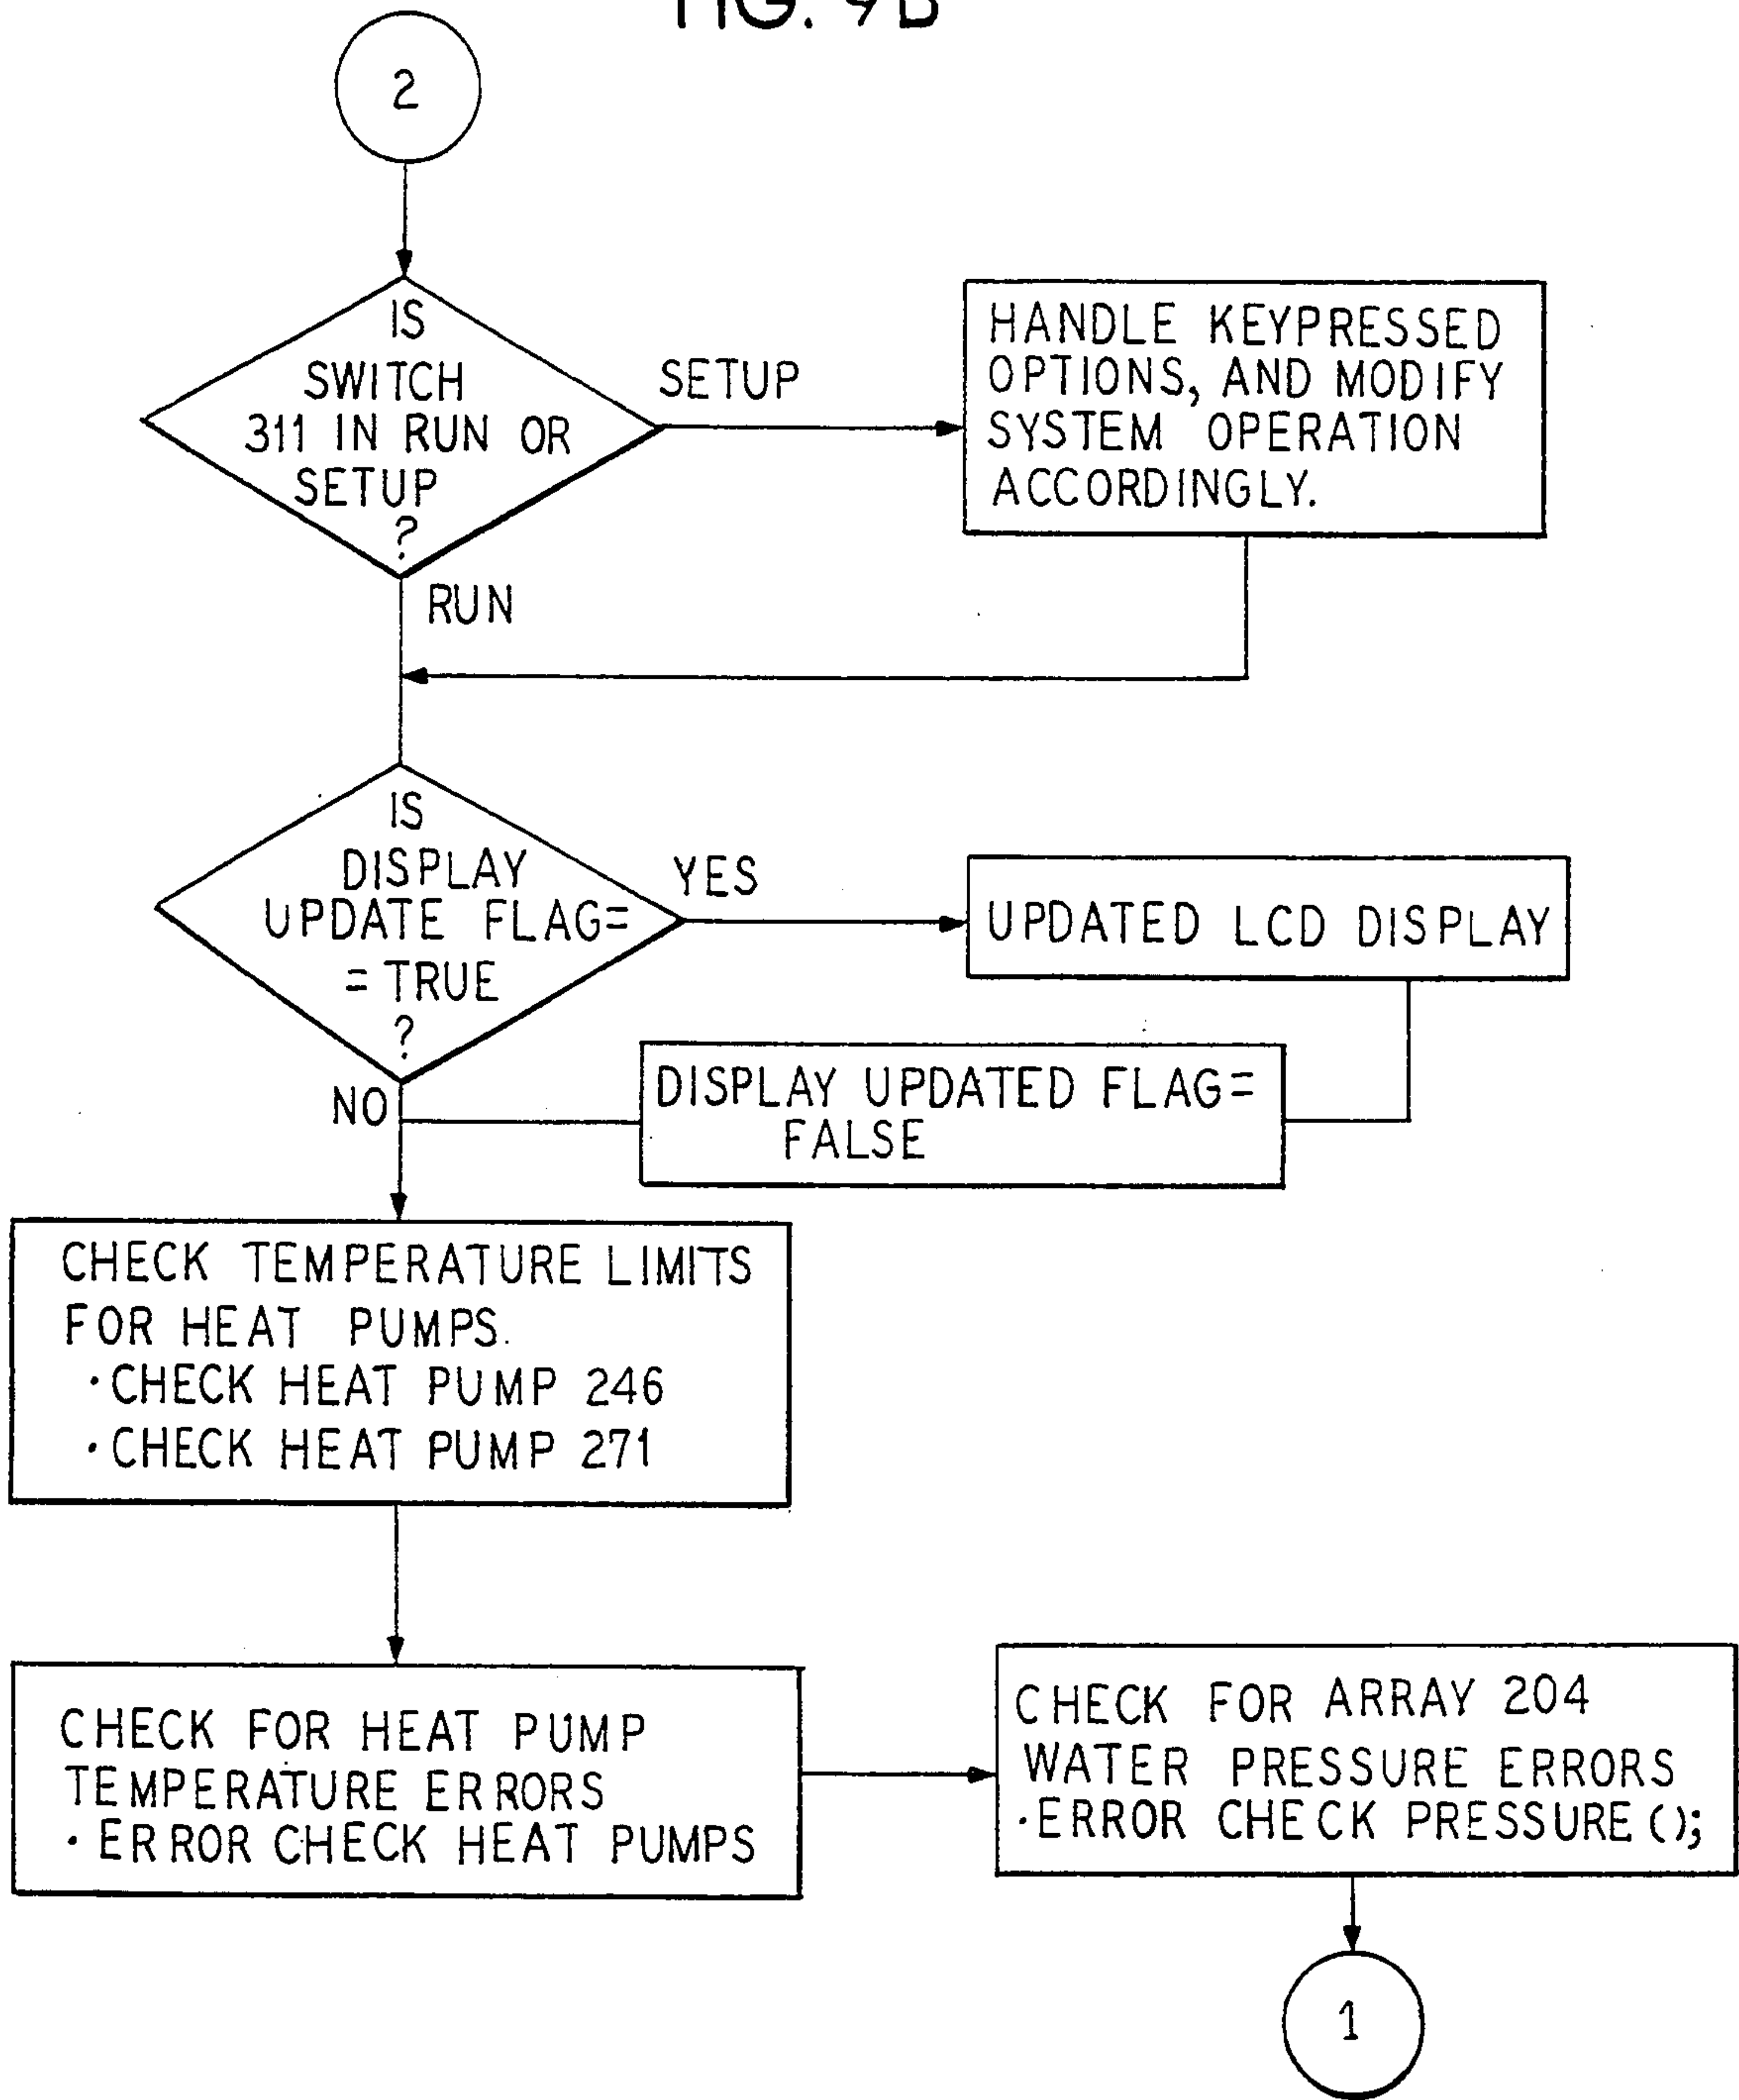 FIG. 9B
2
IS
SWITCH
311 IN RUN OR
SETUP
?
SETUP
HANDLE KEYPRESSED
OPTIONS, AND MODIFY
SYSTEM OPERATION
ACCORDINGLY.
RUN
IS
DISPLAY
UPDATE FLAG=
= TRUE
?
YES
UPDATED LCD DISPLAY
NO
DISPLAY UPDATED FLAG=
FALSE
CHECK TEMPERATURE LIMITS
FOR HEAT PUMPS.
·CHECK HEAT PUMP 246
·CHECK HEAT PUMP 271
CHECK FOR HEAT PUMP
TEMPERATURE ERRORS
·ERROR CHECK HEAT PUMPS
CHECK FOR ARRAY 204
WATER PRESSURE ERRORS
·ERROR CHECK PRESSURE();
1